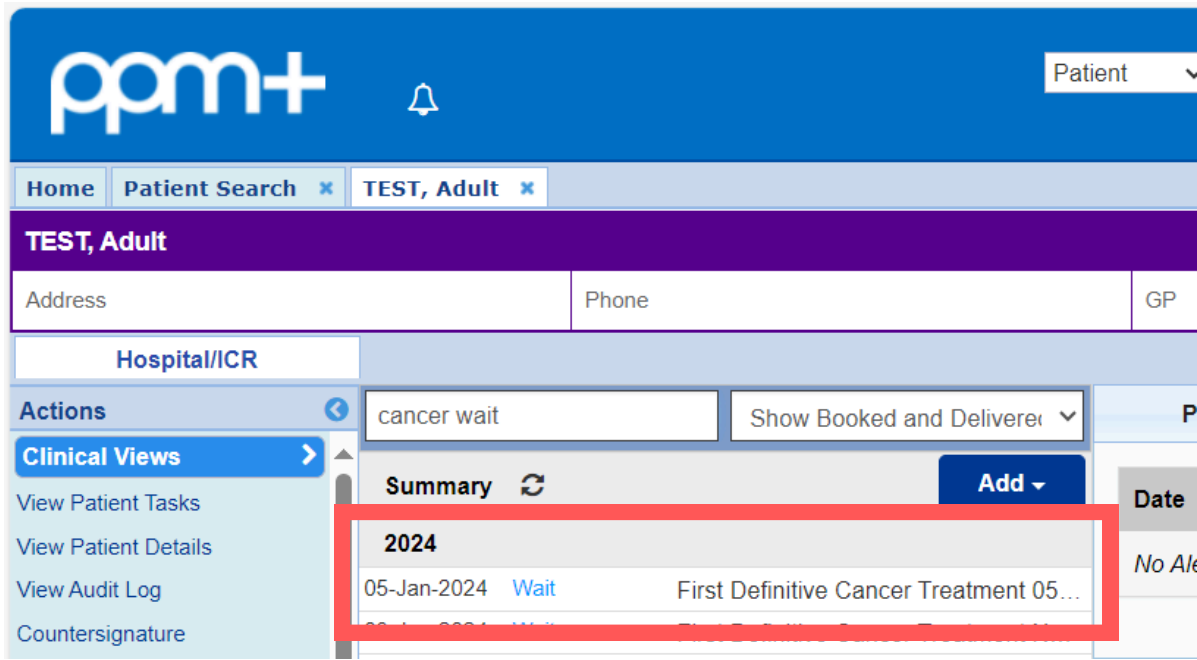 ppm+
Patient
Home
Patient Search
TEST, Adult
TEST, Adult
Address
Phone
GP
Hospital/ICR
Actions
cancer wait
Show Booked and Delivere
P
Clinical Views
View Patient Tasks
View Patient Details
View Audit Log
Countersignature
Summary
Add
2024
05-Jan-2024 Wait First Definitive Cancer Treatment 05...
Date
No Ale